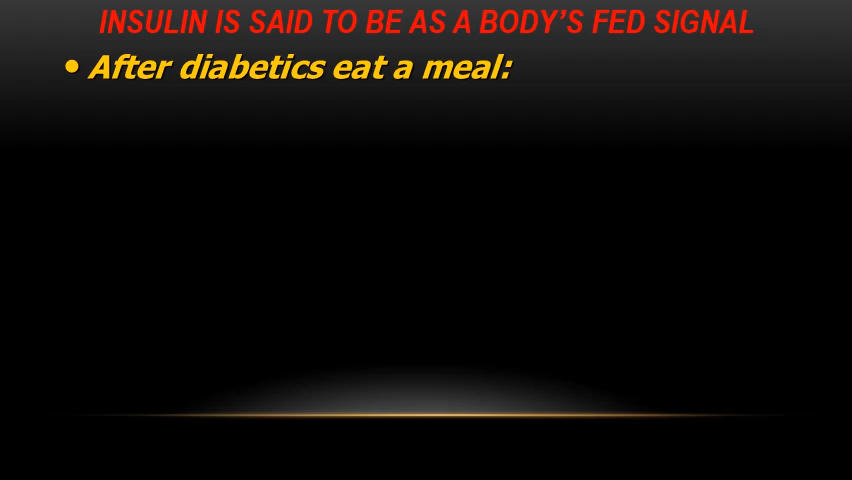 INSULIN IS SAID TO BE AS A BODY’S FED SIGNAL
• After diabetics eat a meal: